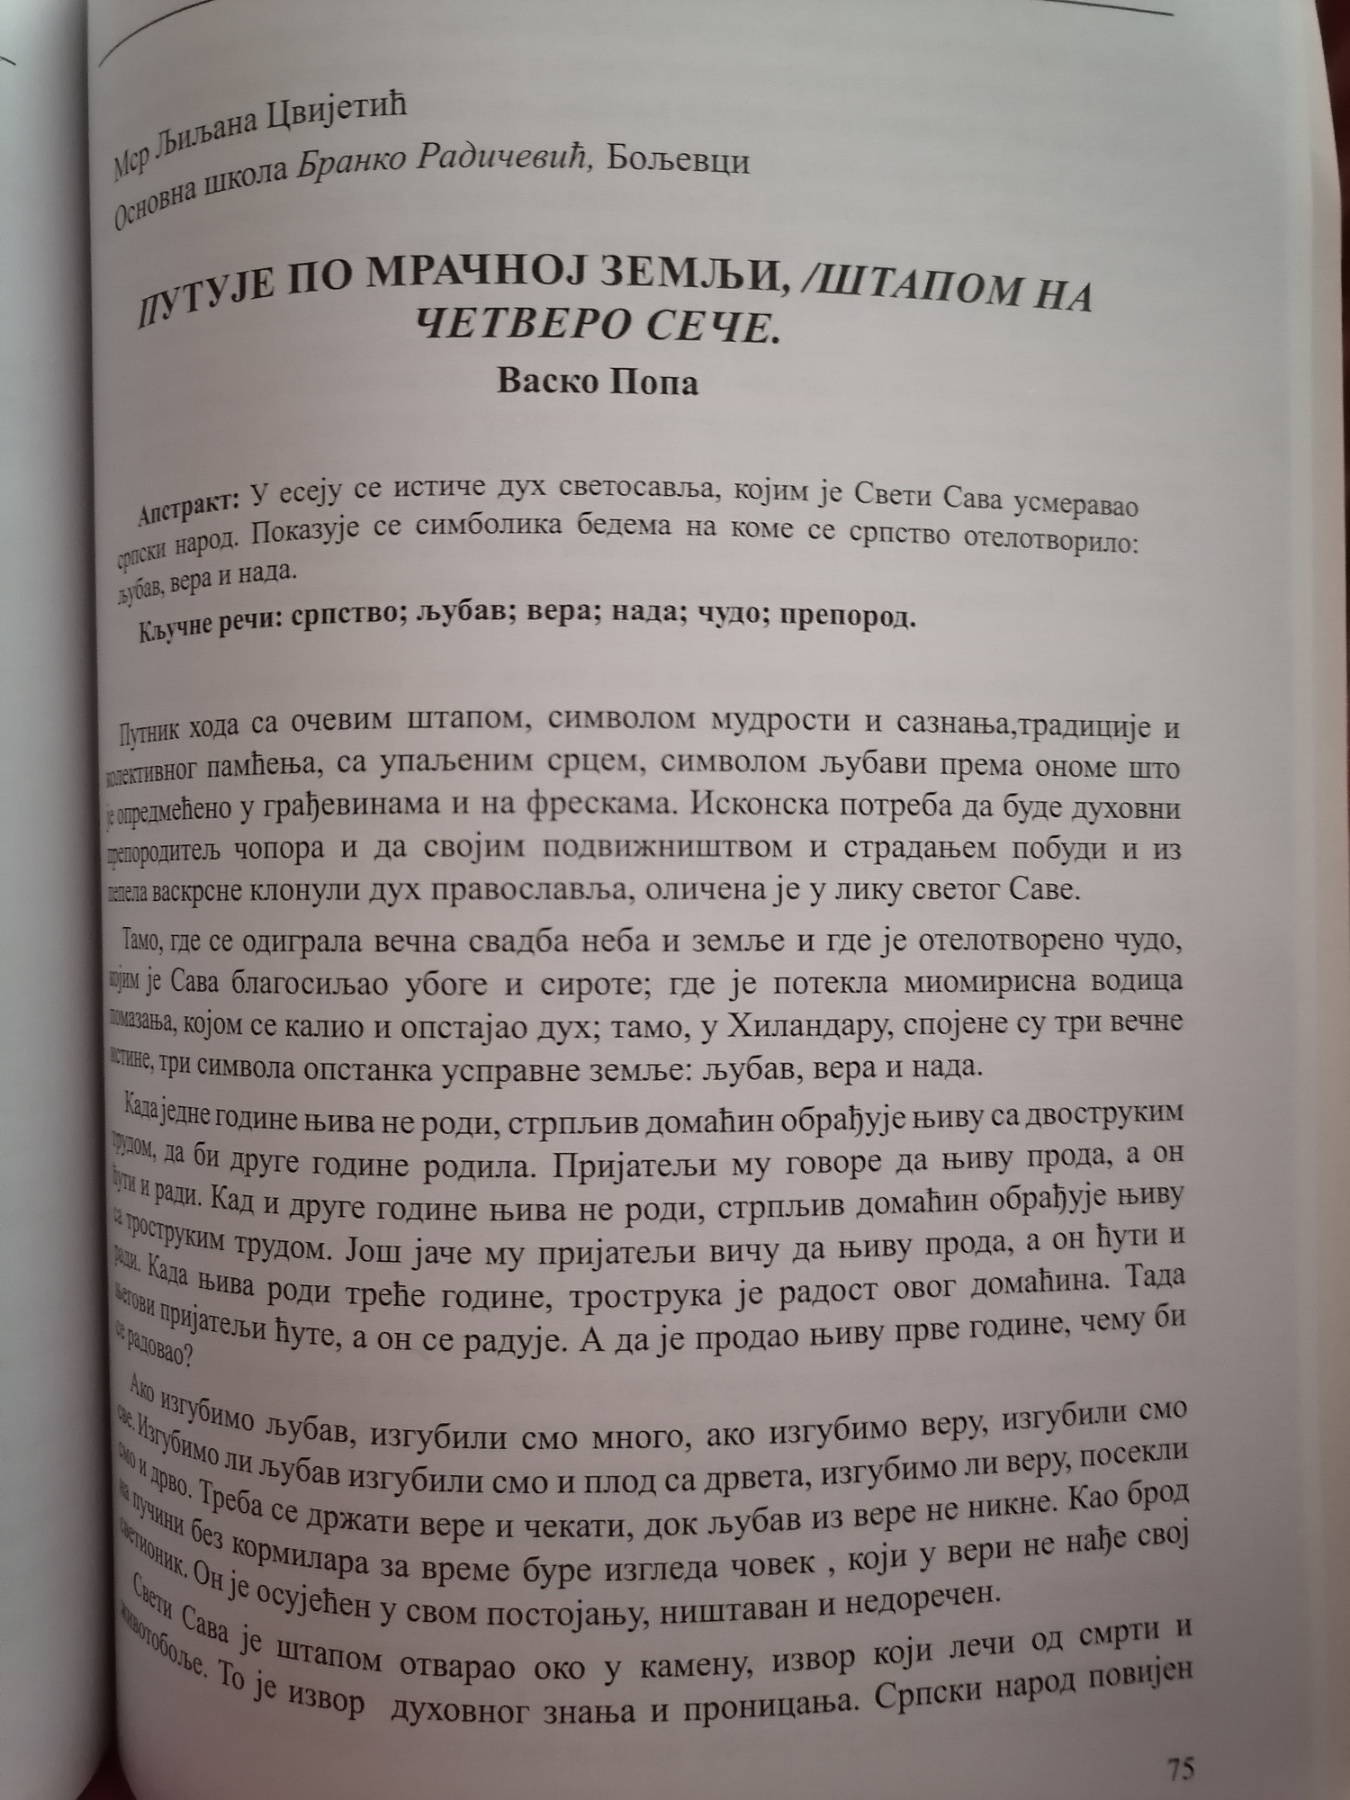 Мср Љиљана Цвијетић
Основна школа Бранко Радичевић, Бољевци
ПУТУЈЕ ПО МРАЧНОЈ ЗЕМЉИ, /ШТАПОМ НА
ЧЕТВЕРО СЕЧЕ.
Васко Попа
Апстракт: У есеју се истиче дух светосавља, којим је Свети Сава усмеравао
српски народ. Показује се симболика бедема на коме се српство отелотворило:
љубав, вера и нада.
Кључне речи: српство; љубав; вера; нада; чудо; препород.
Путник хода са очевим штапом, симболом мудрости и сазнања,традиције и
колективног памћења, са упаљеним срцем, симболом љубави према ономе што
је опредмећено у грађевинама и на фрескама. Исконска потреба да буде духовни
препородитељ чопора и да својим подвижништвом и страдањем побуди и из
пепела васкрсне клонули дух православља, оличена је у лику светог Саве.
Тамо, где се одиграла вечна свадба неба и земље и где је отелотворено чудо,
којим је Сава благосиљао убоге и сироте; где је потекла миомирисна водица
помазања, којом се калио и опстајао дух; тамо, у Хиландару, спојене су три вечне
истине, три символа опстанка усправне земље: љубав, вера и нада.
Када једне године њива не роди, стрпљив домаћин обрађује њиву са двоструким
трудом, да би друге године родила. Пријатељи му говоре да њиву прода, а он
ћути и ради. Кад и друге године њива не роди, стрпљив домаћин обрађује њиву
са троструким трудом. Још јаче му пријатељи вичу да њиву прода, а он ћути и
ради. Када њива роди треће године, трострука је радост овог домаћина. Тада
његови пријатељи ћуте, а он се радује. А да је продао њиву прве године, чему би
се радовао?
Ако изгубимо љубав, изгубили смо много, ако изгубимо веру, изгубили смо
све. Изгубимо ли љубав изгубили смо и плод са дрвета, изгубимо ли веру, посекли
смо и дрво. Треба се држати вере и чекати, док љубав из вере не никне. Као брод
на пучини без кормилара за време буре изгледа човек , који у вери не нађе свој
светионик. Он је осујећен у свом постојању, ништаван и недоречен.
Свети Сава је штапом отварао око у камену, извор који лечи од смрти и
животобоље. То је извор духовног знања и проницања. Српски народ повијен
75